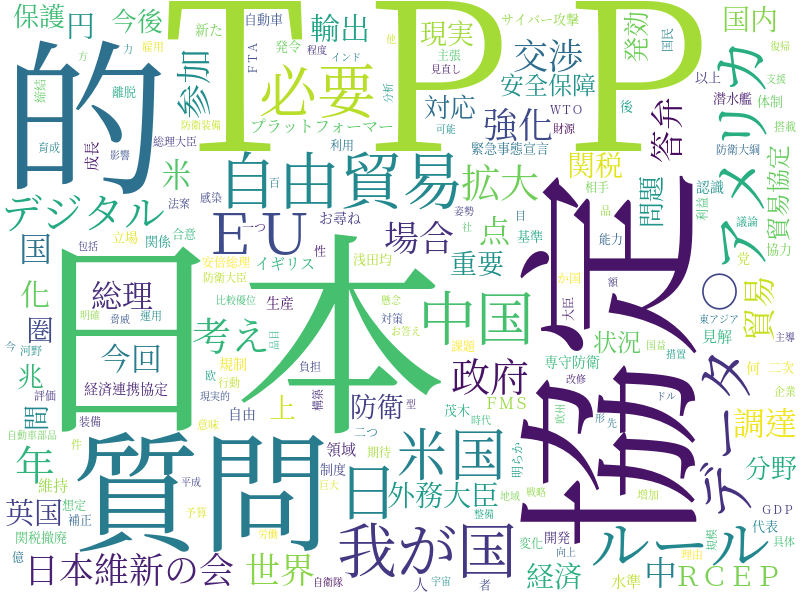 保護
円
今後
新た
自動車
輸出
サイバー攻撃
国内
TPP
的
方
力
雇用
参加
FTA
発令
程度
インド
主張
見直し
他
分析
現実
交渉
発効
国民
復帰
支援
締結
離脱
防衛装備
必要
安全保障
以上
潜水艦
体制
搭載
アメリカ
育成
成長
影響
総理大臣
プラットフォーマー
対応
強化
WTO
財源
答弁
防衛大綱
米
法案
感染
百
利用
可能
緊急事態宣言
関税
認識
貿易協定
デジタル
自由貿易
拡大
相手
問題
利益
議論
協力
国
包括
立場
関係
合意
EU
一つ
お尋ね
性
場合
姿勢
社
点
目
基準
品
能力
党
〇
貿易
化
総理
安倍総理
防衛大臣
イギリス
浅田均
重要
か国
額
東アジア
日本
協定
圏
明確
脅威
運用
比較優位
生産
懸念
対策
お答え
中国
大臣
状況
見解
国益
措置
主導
今
河野
兆
今回
考え
品目
課題
政府
専守防衛
改修
何
二次
データ
評価
経済連携協定
欧
規制
行動
負担
間
装備
現実的
自由
構築
型
防衛
茂木
FMS
時代
欧州
形
先
ドル
企業
調達
自動車部品
件
意味
上
二つ
年
質問
領域
期待
米国
明らか
分野
維持
平成
制度
日
外務大臣
地域
戦略
増加
GDP
代表
英国
想定
補正
予算
巨大
整備
関税撤廃
我が国
開発
変化
向上
ルール
理由
規模
具体
億
日本維新の会
労働
世界
自衛隊
人
宇宙
者
経済
水準
中
RCEP